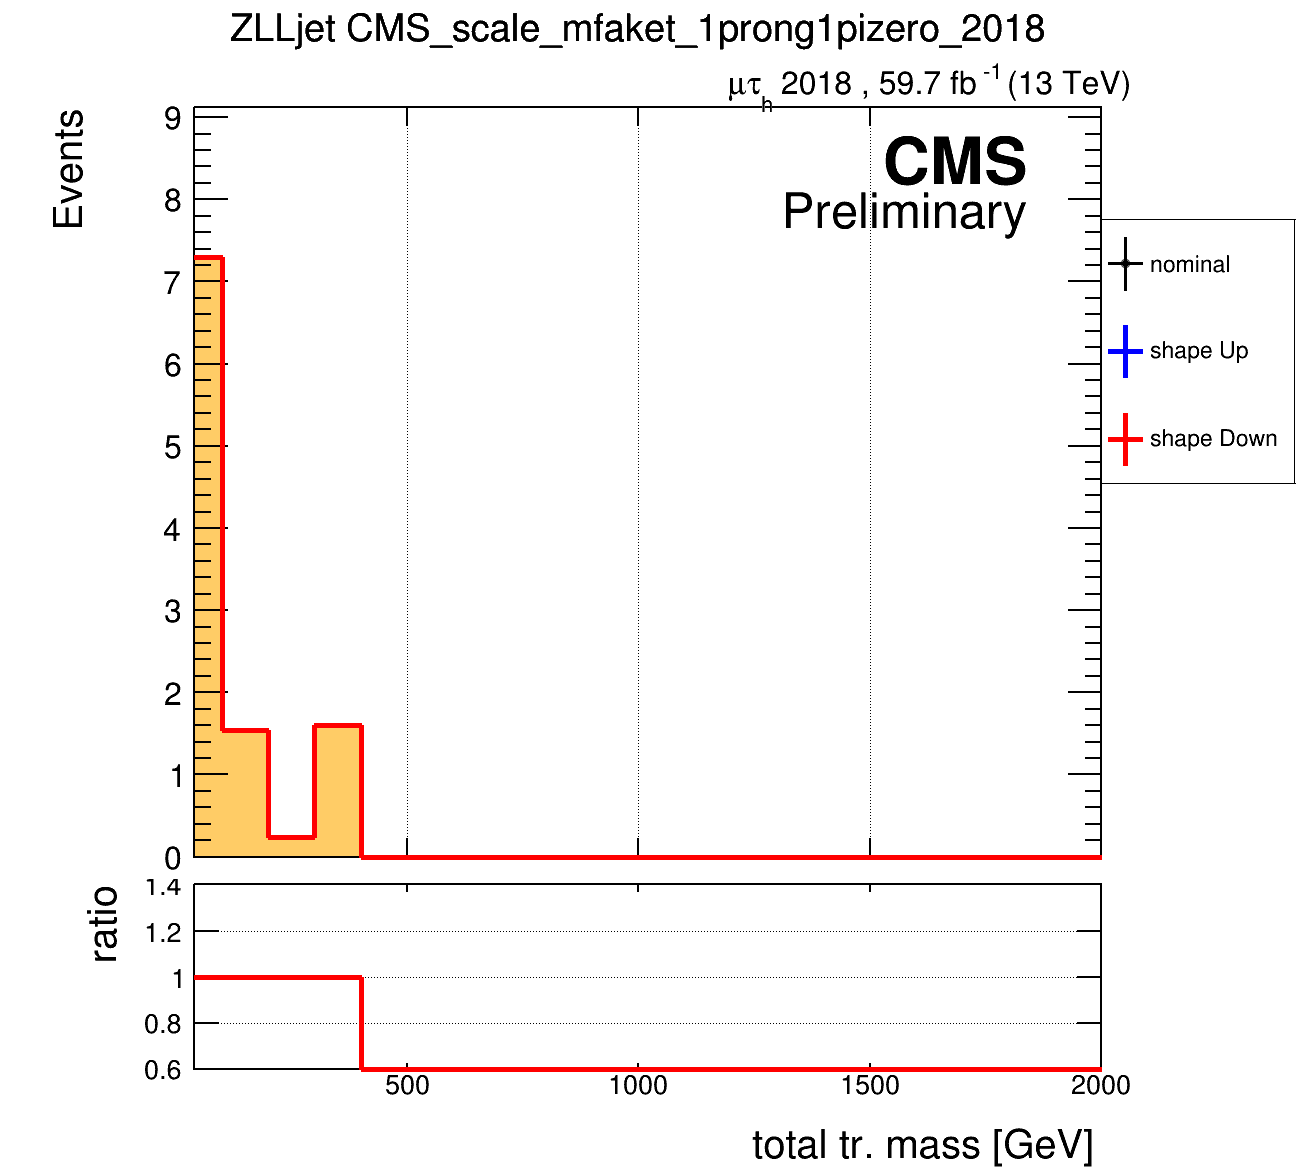 ZLLjet CMS_scale_mfaket_1prong1pizero_2018
μτh 2018 , 59.7 fb-1 (13 TeV)
CMS
Preliminary
Events
9
8
7
6
5
4
3
2
1
0
nominal
shape Up
shape Down
ratio
1.4
1.2
1
0.8
0.6
500 1000 1500 2000
total tr. mass [GeV]